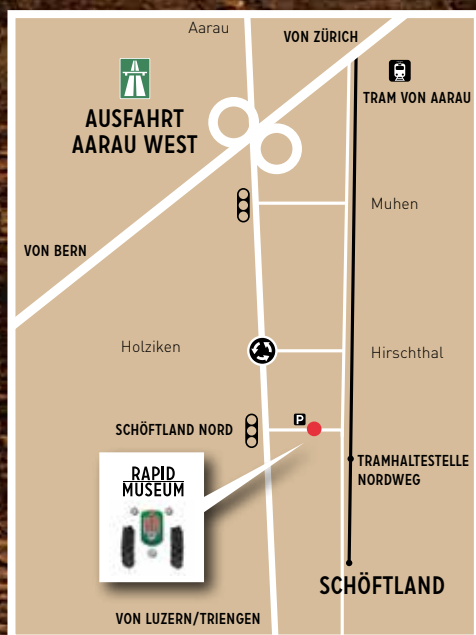 Aarau
VON ZÜRICH
TRAM VON AARAU
AUSFAHRT
AARAU WEST
Muhen
VON BERN
Holziken
Hirschthal
P
SCHÖFTLAND NORD
TRAMHALTESTELLE
NORDWEG
RAPID
MUSEUM
SCHÖFTLAND
VON LUZERN/TRIENGEN